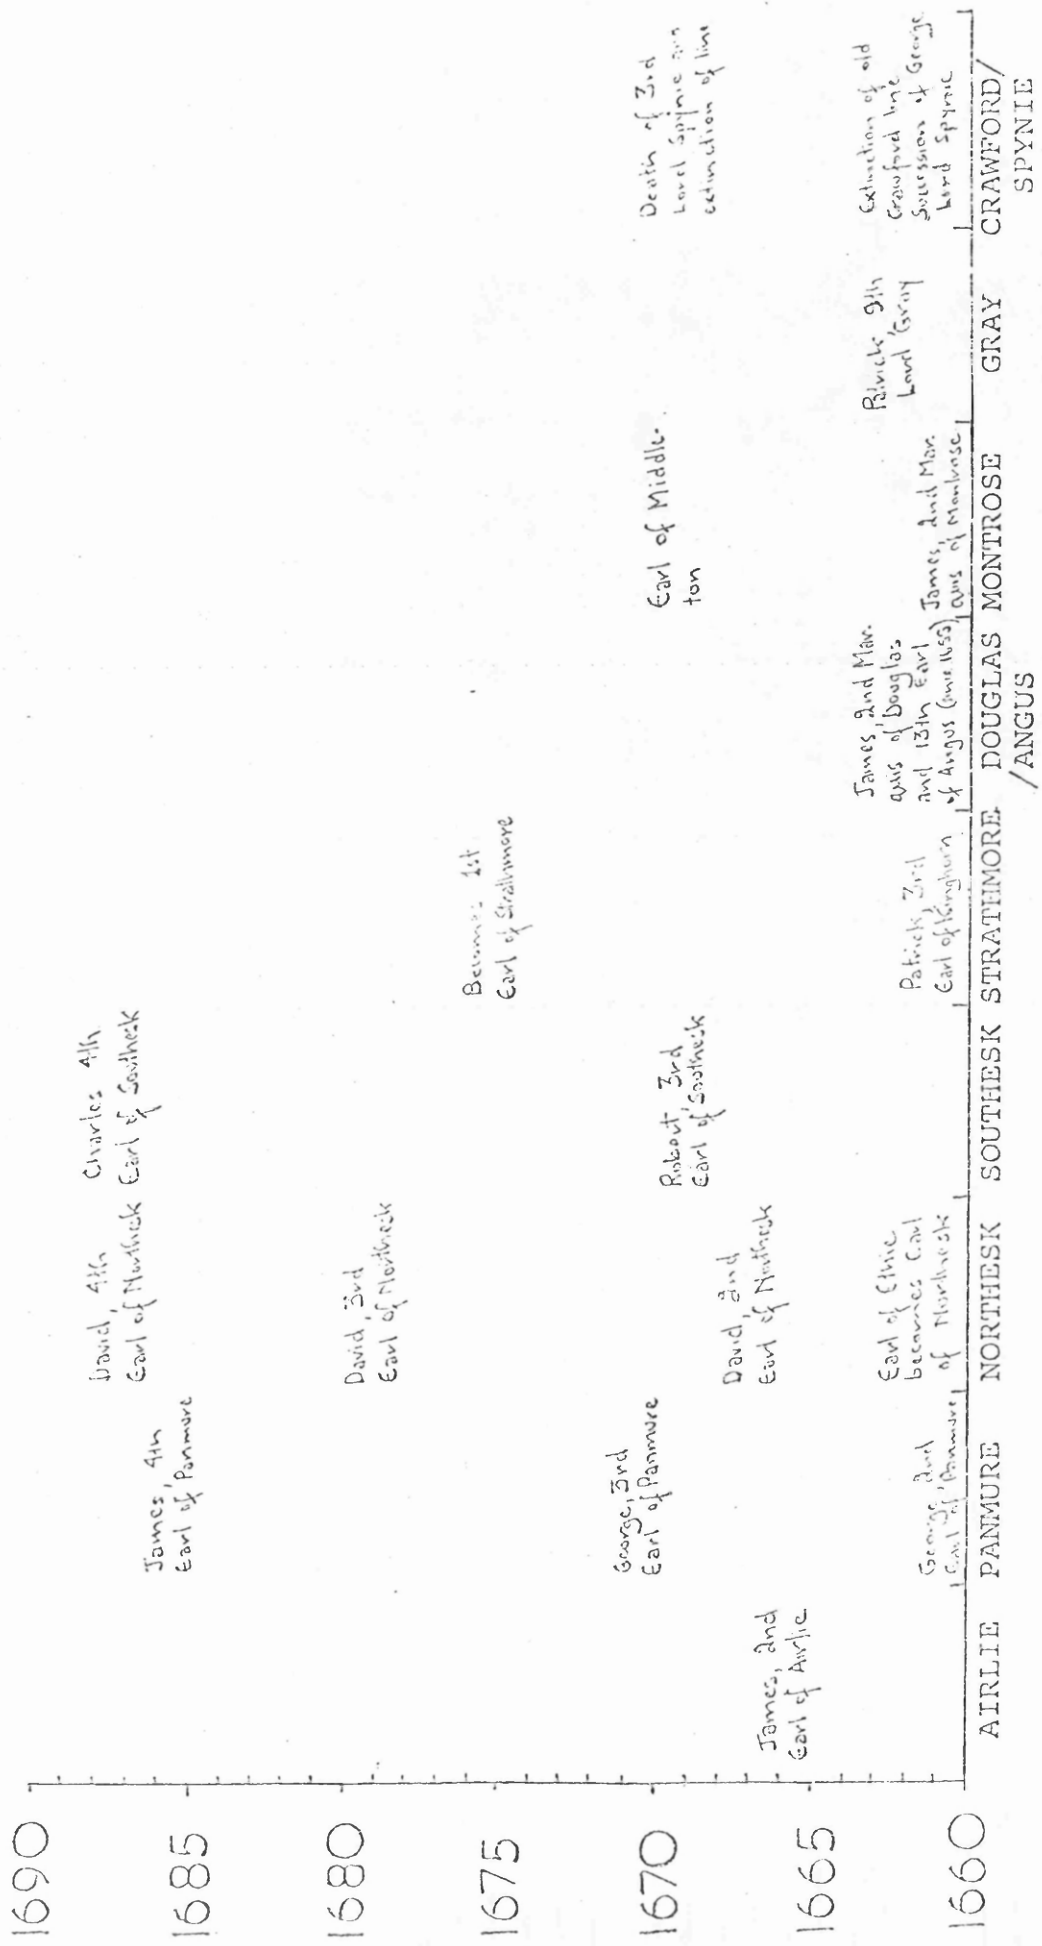 1690
1685
1680
1675
1670
1665
1660
AIRLIE
James, 2nd
Earl of Airlie
PANMURE
James, 4th
Earl of Panmure
George, 3rd
Earl of Panmure
George, 2nd
Earl of Panmure
NORTHESK
David, 4th
Earl of Northesk
David, 3rd
Earl of Northesk
David, 2nd
Earl of Northesk
Earl of Ethie
becomes Earl
of Northesk
SOUTHESK
Charles 4th
Earl of Southesk
Robert, 3rd
Earl of Southesk
STRATHMORE
Becomes 1st
Earl of Strathmore
Patrick, 3rd
Earl of Kinghorn
DOUGLAS
/ANGUS
James, 2nd Mar.
quis of Douglas
and 13th Earl
of Angus (since 1655)
MONTROSE
Earl of Middle-
ton
James, 2nd Mar.
quis of Montrose
GRAY
Patrick 9th
Lord Gray
CRAWFORD/
SPYNIE
Death of 3rd
Lord Spynie and
extinction of line
Extinction of old
Crawford line
Succession of George
Lord Spynie